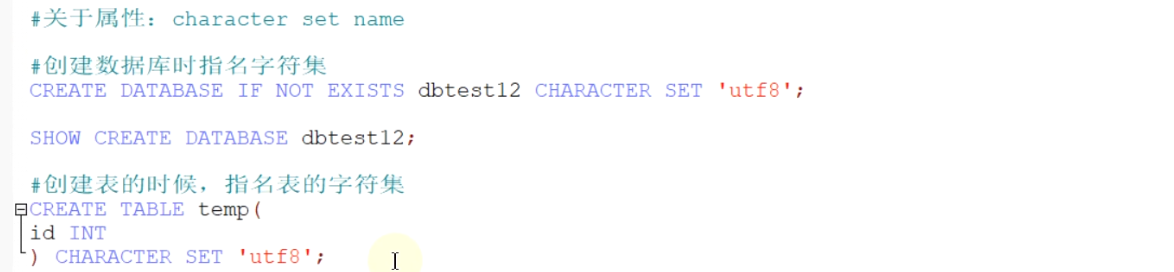 #关于属性：character set name
#创建数据库时指名字符集
CREATE DATABASE IF NOT EXISTS dbtest12 CHARACTER SET 'utf8';
SHOW CREATE DATABASE dbtest12;
#创建表的时候，指名表的字符集
CREATE TABLE temp(
id INT
) CHARACTER SET 'utf8';